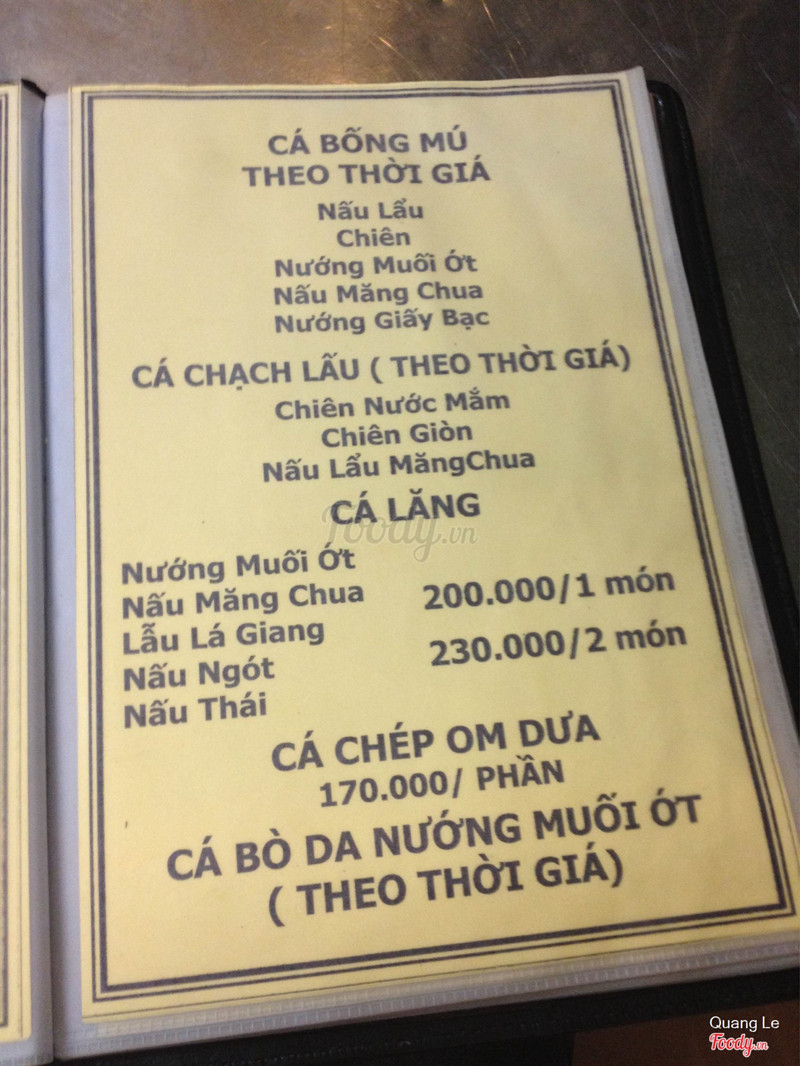 CÁ BỐNG MÚ
THEO THỜI GIÁ
Nấu Lẩu
Chiên
Nướng Muối Ớt
Nấu Măng Chua
Nướng Giấy Bạc
CÁ CHẠCH LẤU ( THEO THỜI GIÁ)
Chiên Nước Mắm
Chiên Giòn
Nấu Lẩu MăngChua
CÁ LĂNG
Foody.vn
Nướng Muối Ớt
Nấu Măng Chua
Lẫu Lá Giang
Nấu Ngót
Nấu Thái
200.000/1 món
230.000/2 món
CÁ CHÉP OM DƯA
170.000/ PHẦN
CÁ BÒ DA NƯỚNG MUỐI ỚT
( THEO THỜI GIÁ)
Quang Le
Foody.vn